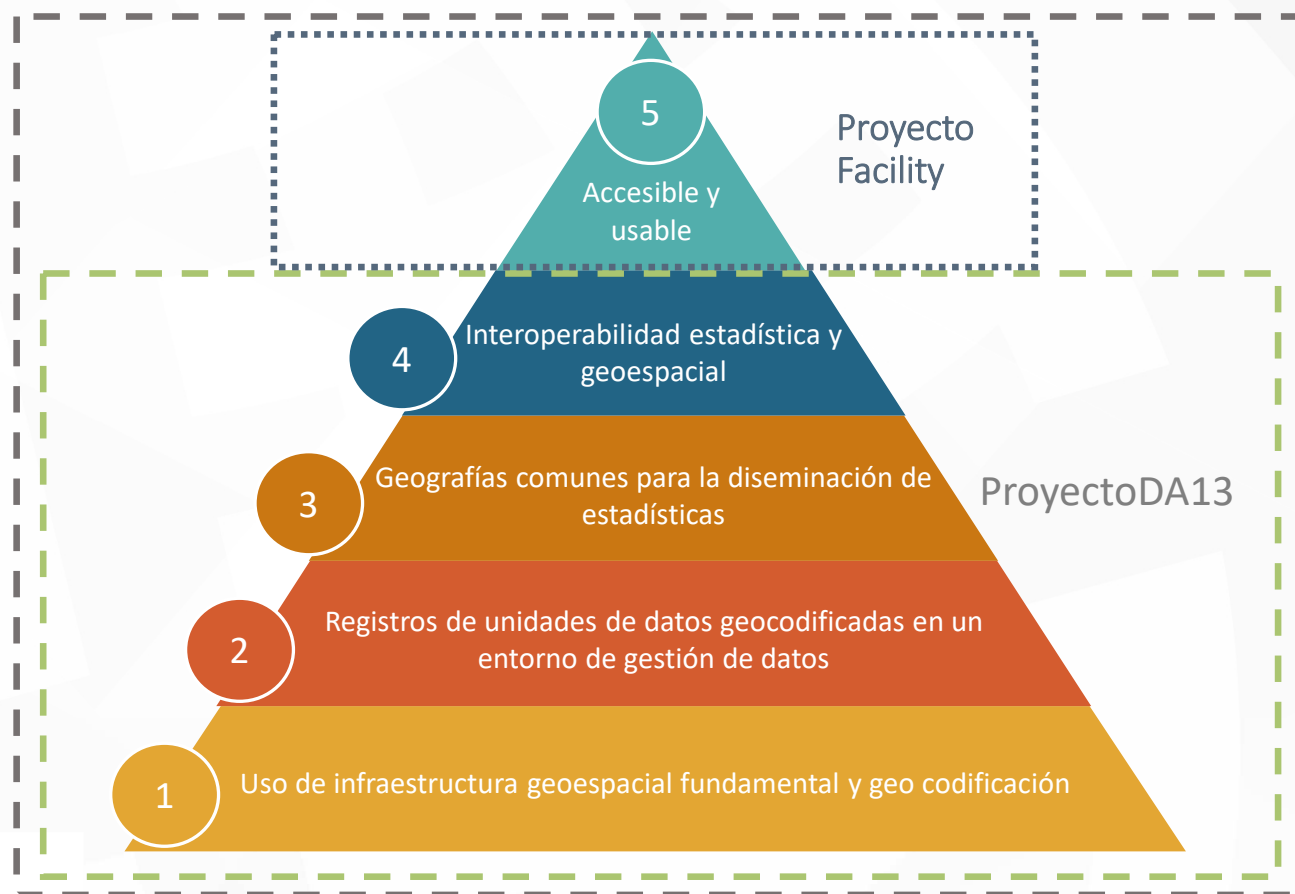 5
Proyecto
Facility
Accesible y
usable
4
Interoperabilidad estadística y
geoespacial
3
Geografías comunes para la diseminación de
estadísticas
ProyectoDA13
2
Registros de unidades de datos geocodificadas en un
entorno de gestión de datos
1
Uso de infraestructura geoespacial fundamental y geo codificación